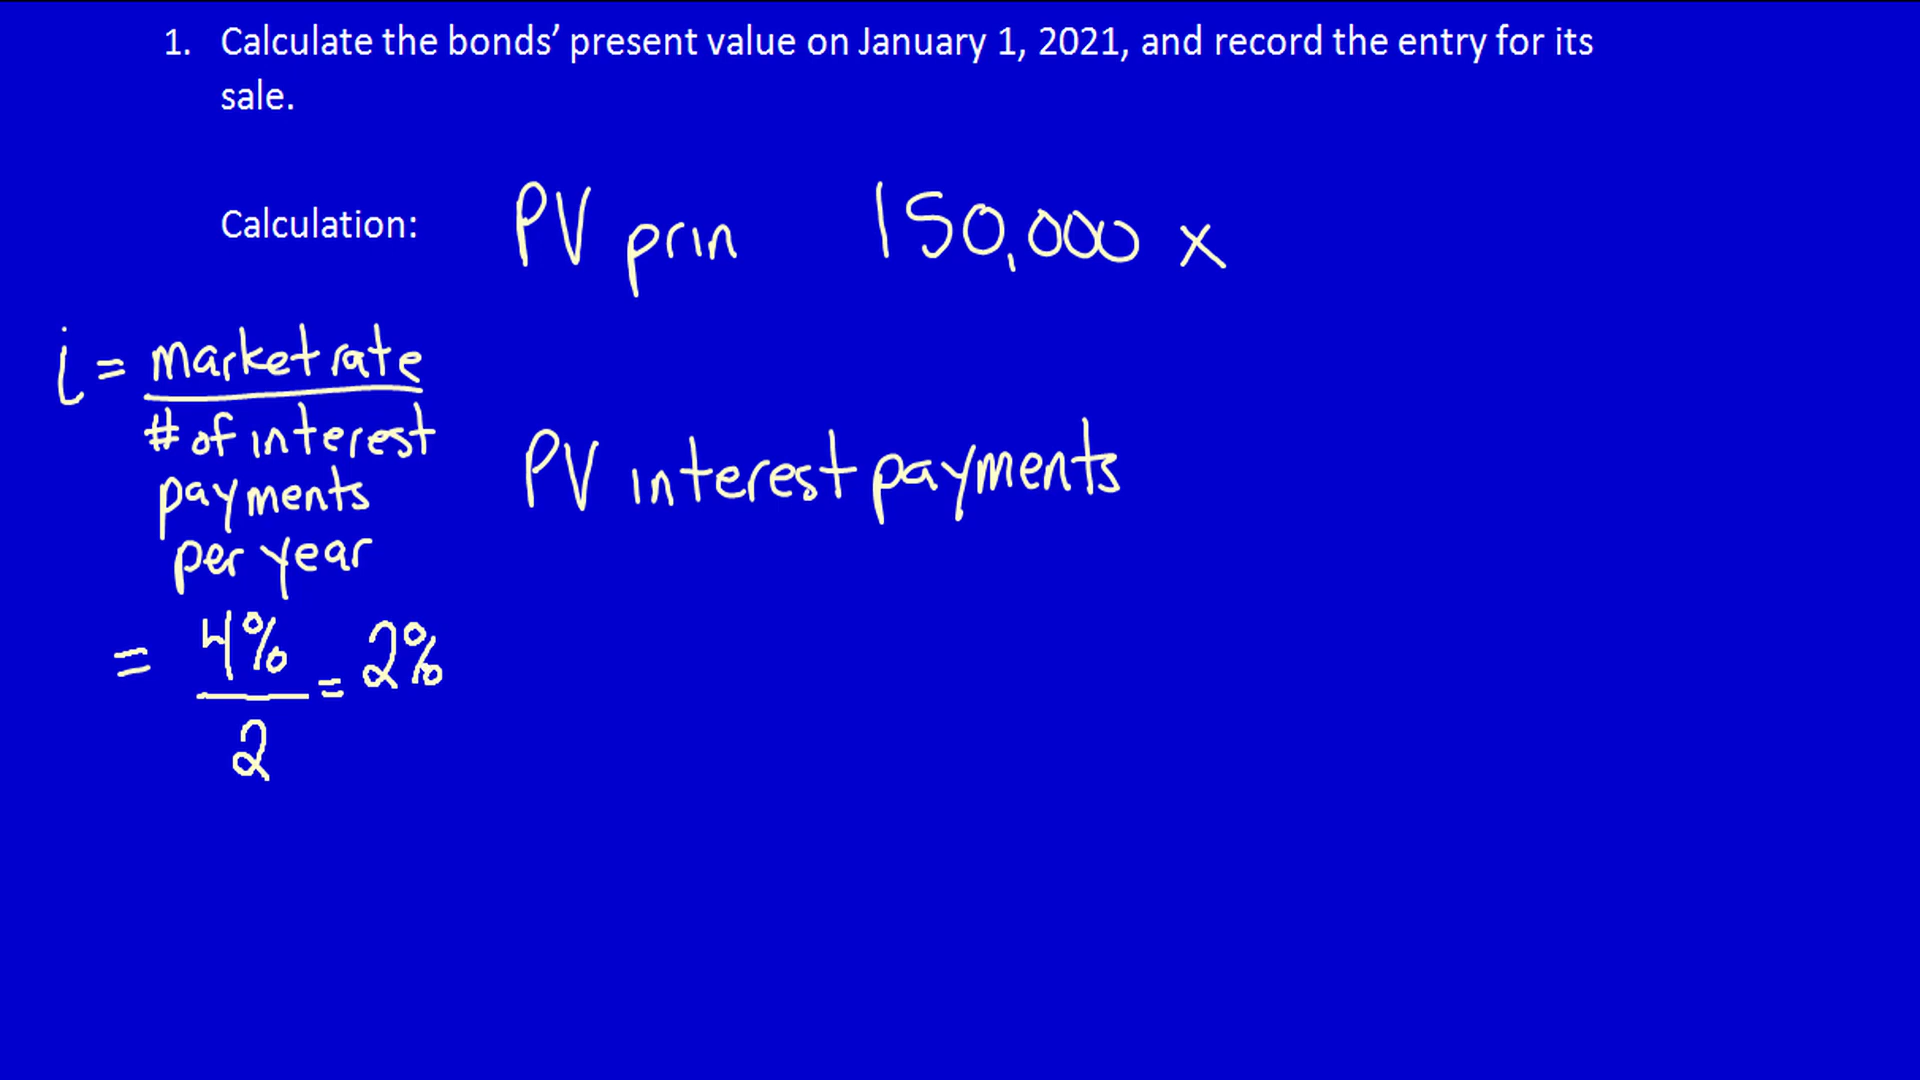 1. Calculate the bonds’ present value on January 1, 2021, and record the entry for its
sale.
Calculation: PV prin 150,000 x
i = market rate
# of interest
payments
per year
= 4% = 2%
2
PV interest payments